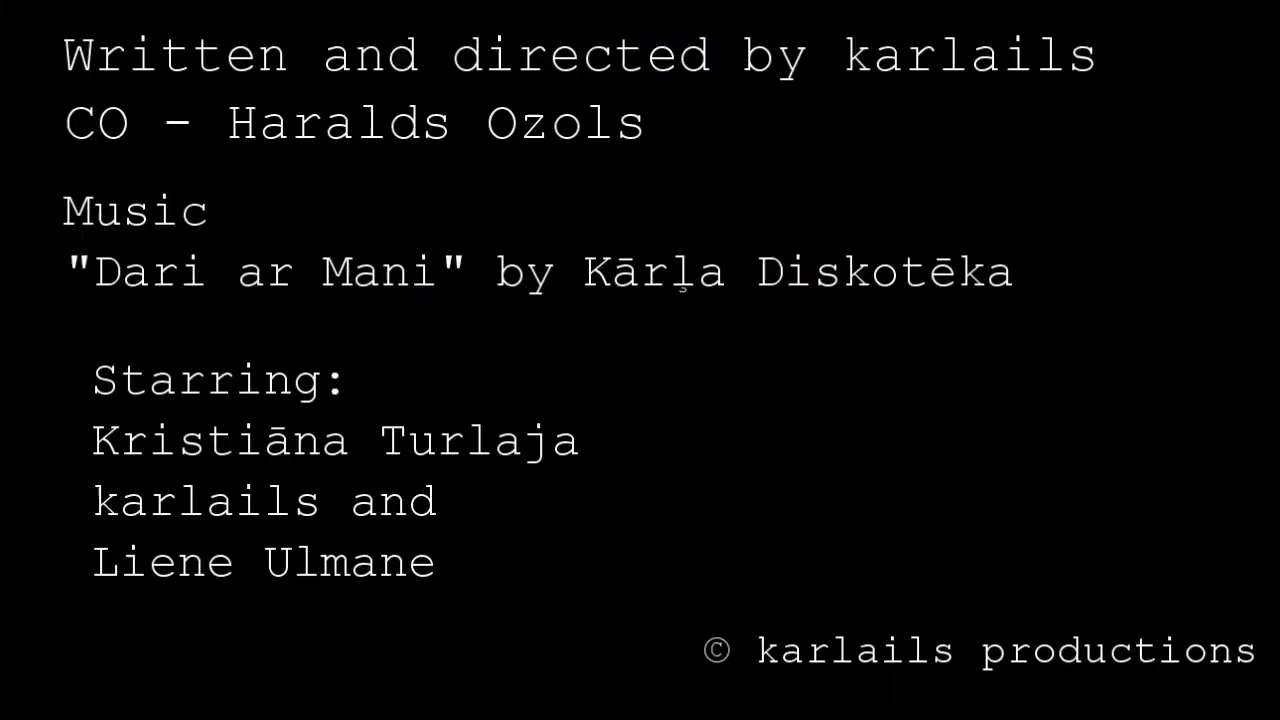 Written and directed by karlails
CO - Haralds Ozols
Music
"Dari ar Mani" by Kārļa Diskotēka
Starring:
Kristiāna Turlaja
karlails and
Liene Ulmane
© karlails productions